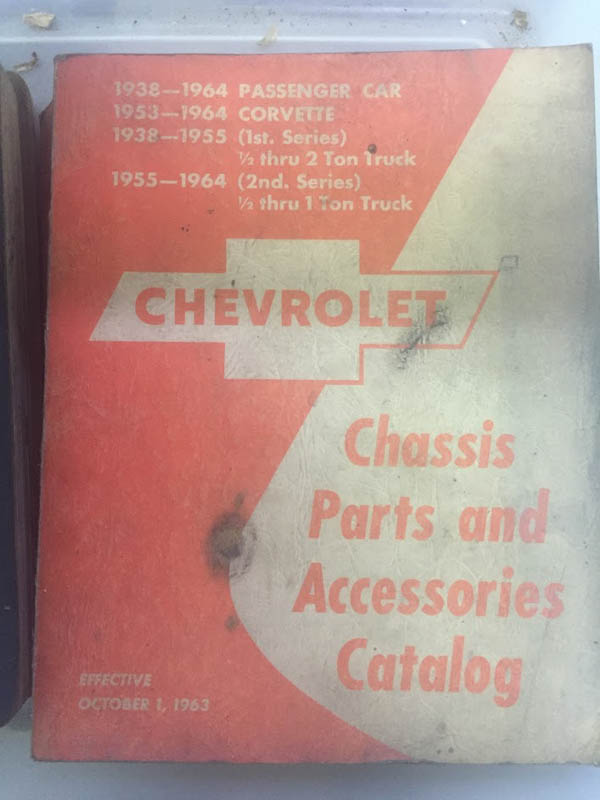 1938—1964 PASSENGER CAR
1953—1964 CORVETTE
1938—1955 (1st. Series)
½ thru 2 Ton Truck
1955—1964 (2nd. Series)
½ thru 1 Ton Truck
CHEVROLET
Chassis
Parts and
Accessories
Catalog
EFFECTIVE
OCTOBER 1, 1963